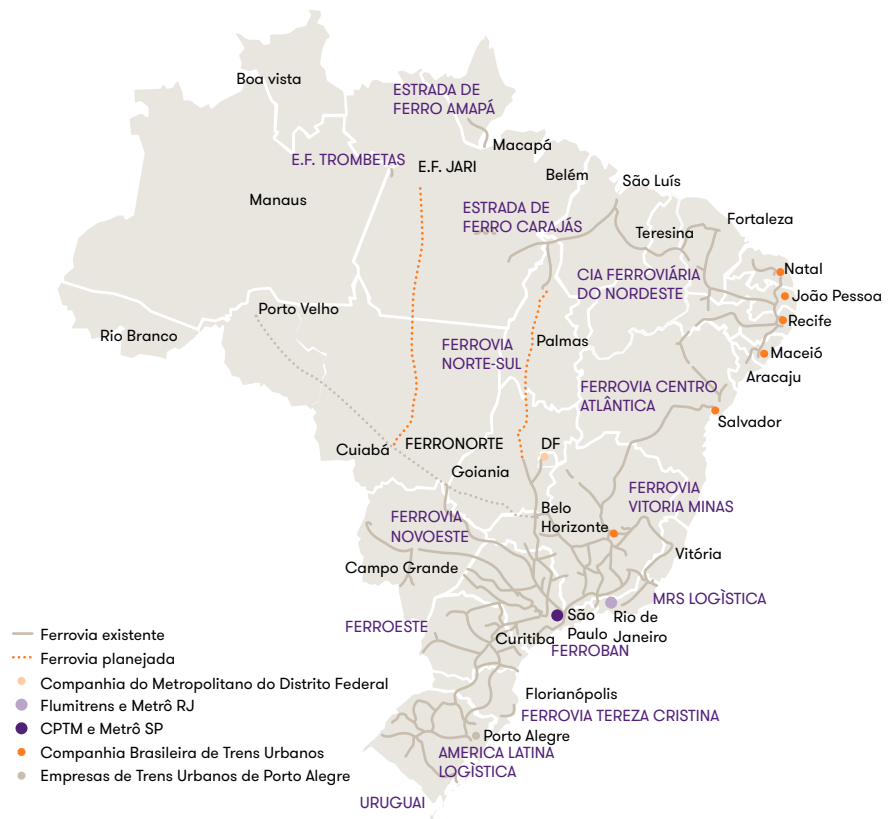 Boa vista
ESTRADA DE
FERRO AMAPÁ
Macapá
E.F. TROMBETAS
E.F. JARI
Belém
São Luís
Manaus
ESTRADA DE
FERRO CARAJÁS
Fortaleza
Teresina
Natal
CIA FERROVIÁRIA
DO NORDESTE
João Pessoa
Porto Velho
Recife
Rio Branco
FERROVIA
NORTE-SUL
Palmas
Maceió
Aracaju
FERROVIA CENTRO
ATLÂNTICA
Salvador
Cuiabá
FERRONORTE
DF
Goiania
FERROVIA
VITORIA MINAS
Belo
Horizonte
FERROVIA
NOVOESTE
Vitória
Campo Grande
MRS LOGÌSTICA
São
Paulo
Rio de
Janeiro
FERROESTE
Curitiba
FERROBAN
Florianópolis
FERROVIA TEREZA CRISTINA
Porto Alegre
AMERICA LATINA
LOGÌSTICA
URUGUAI
Ferrovia existente
Ferrovia planejada
Companhia do Metropolitano do Distrito Federal
Flumitrens e Metrô RJ
CPTM e Metrô SP
Companhia Brasileira de Trens Urbanos
Empresas de Trens Urbanos de Porto Alegre